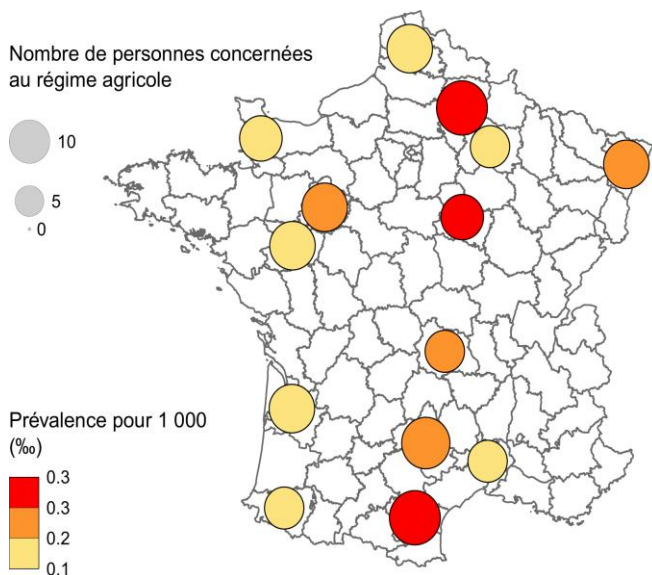 Nombre de personnes concernées
au régime agricole
10
5
0
Prévalence pour 1 000
(‰)
0.3
0.3
0.2
0.1